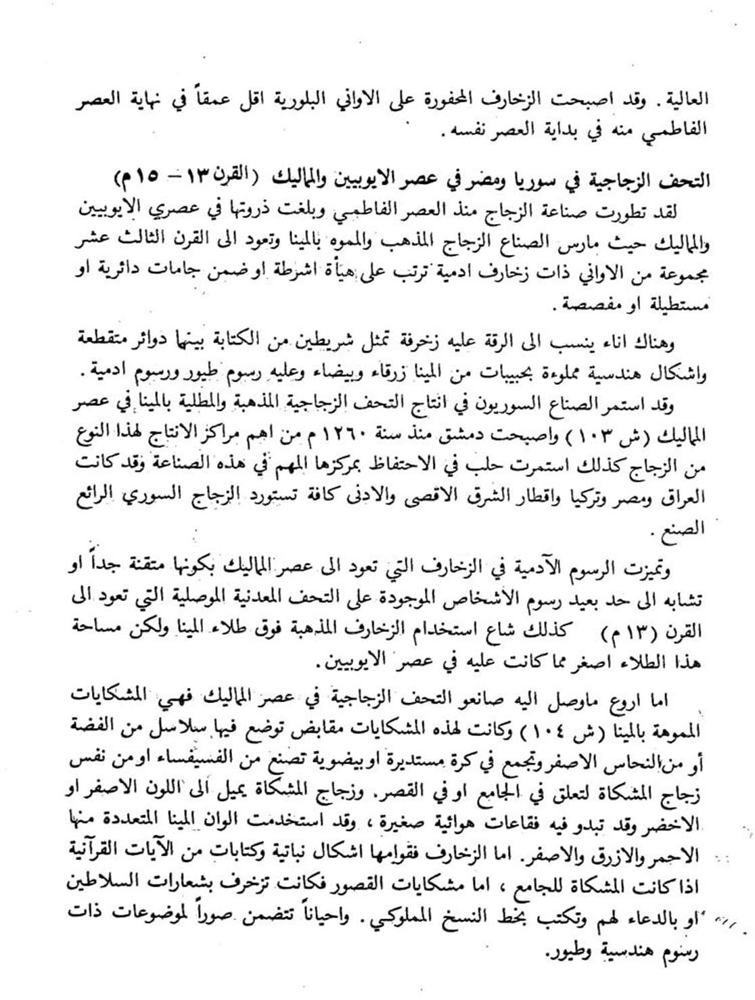 العالية . وقد اصبحت الزخارف المحفورة على الاواني البلورية اقل عمقاً في نهاية العصر
الفاطمي منه في بداية العصر نفسه .
التحف الزجاجية في سوريا ومصر في عصر الايوبيين والمماليك (القرن ١٣ – ١٥ م)
لقد تطورت صناعة الزجاج منذ العصر الفاطمي وبلغت ذروتها في عصري الايوبيين
والمماليك حيث مارس الصناع الزجاج المذهب والمموه بالمينا وتعود الى القرن الثالث عشر
مجموعة من الاواني ذات زخارف ادمية ترتب على هيأة اشرطة او ضمن جامات دائرية او
مستطيلة او مفصصة .
وهناك اناء ينسب الى الرقة عليه زخرفة تمثل شريطين من الكتابة بينهما دوائر متقطعة
واشكال هندسية مملوءة بحبيبات من المينا زرقاء وبيضاء وعليه رسوم طيور ورسوم ادمية .
وقد استمر الصناع السوريون في انتاج التحف الزجاجية المذهبة والمطلية بالمينا في عصر
المماليك (ش ١٠٣) واصبحت دمشق منذ سنة ١٢٦٠ م من اهم مراكز الانتاج لهذا النوع
من الزجاج كذلك استمرت حلب في الاحتفاظ بمركزها المهم في هذه الصناعة وقد كانت
العراق ومصر وتركيا واقطار الشرق الاقصى والادنى كافة تستورد الزجاج السوري الرائع
الصنع .
وتميزت الرسوم الآدمية في الزخارف التي تعود الى عصر المماليك بكونها متقنة جداً او
تشابه الى حد بعيد رسوم الاشخاص الموجودة على التحف المعدنية الموصلية التي تعود الى
القرن (١٣ م) كذلك شاع استخدام الزخارف المذهبة فوق طلاء المينا ولكن مساحة
هذا الطلاء اصغر مما كانت عليه في عصر الايوبيين .
اما اروع ماوصل اليه صانعو التحف الزجاجية في عصر المماليك فهي المشكايات
المموهة بالمينا (ش ١٠٤) وكانت لهذه المشكايات مقابض توضع فيها سلاسل من الفضة
أو من النحاس الاصفر وتجمع في كرة مستديرة او بيضوية تصنع من الفسيفساء او من نفس
زجاج المشكاة لتعلق في الجامع او في القصر. وزجاج المشكاة يميل الى اللون الاصفر او
الاخضر وقد تبدو فيه فقاعات هوائية صغيرة ، وقد استخدمت الوان المينا المتعددة منها
الاحمر والازرق والاصفر. اما الزخارف فقوامها اشكال نباتية وكتابات من الآيات القرآنية
اذا كانت المشكاة للجامع ، اما مشكايات القصور فكانت تزخرف بشعارات السلاطين
او بالدعاء لهم وتكتب بخط النسخ المملوكي . واحياناً تتضمن صوراً لموضوعات ذات
رسوم هندسية وطيور.